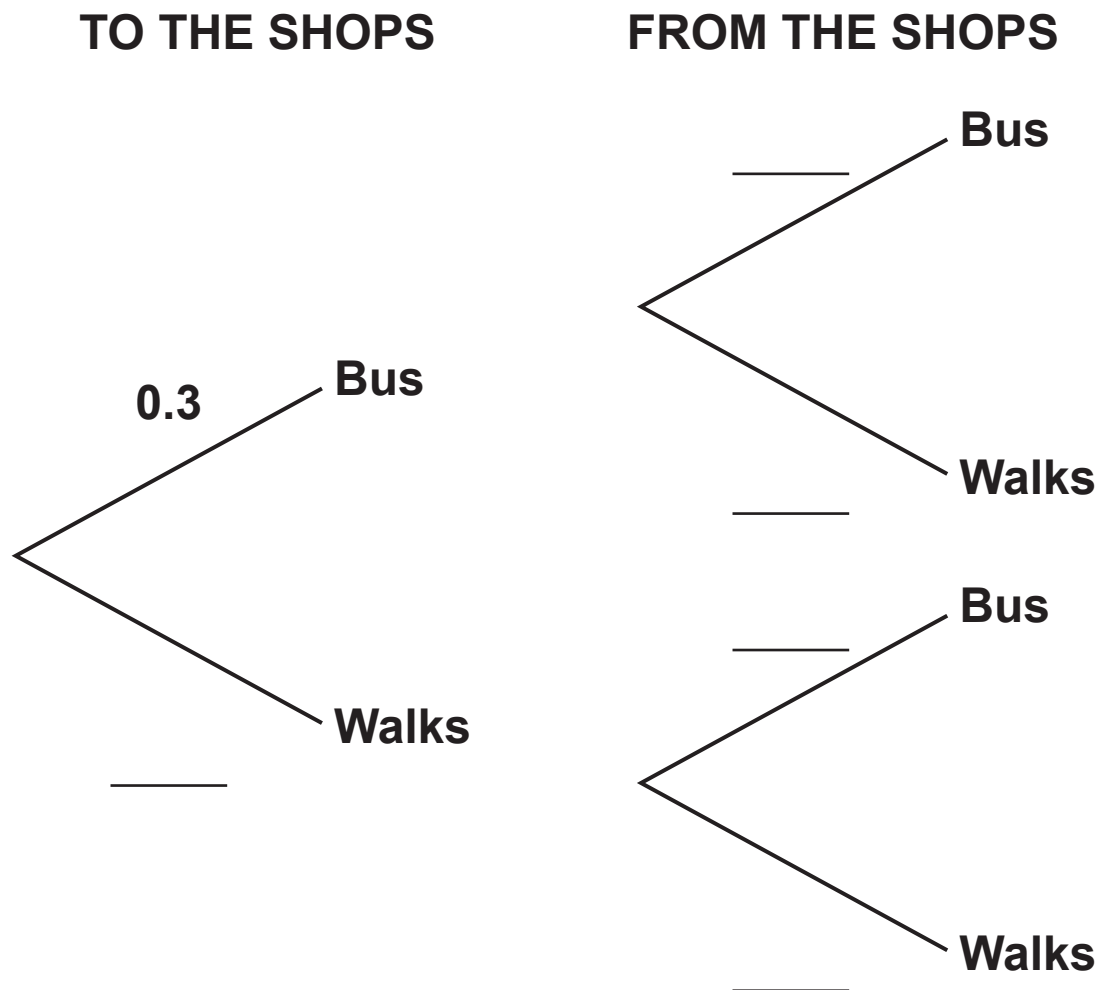 TO THE SHOPS
FROM THE SHOPS
Bus
0.3
Bus
Walks
Walks
Bus
Walks